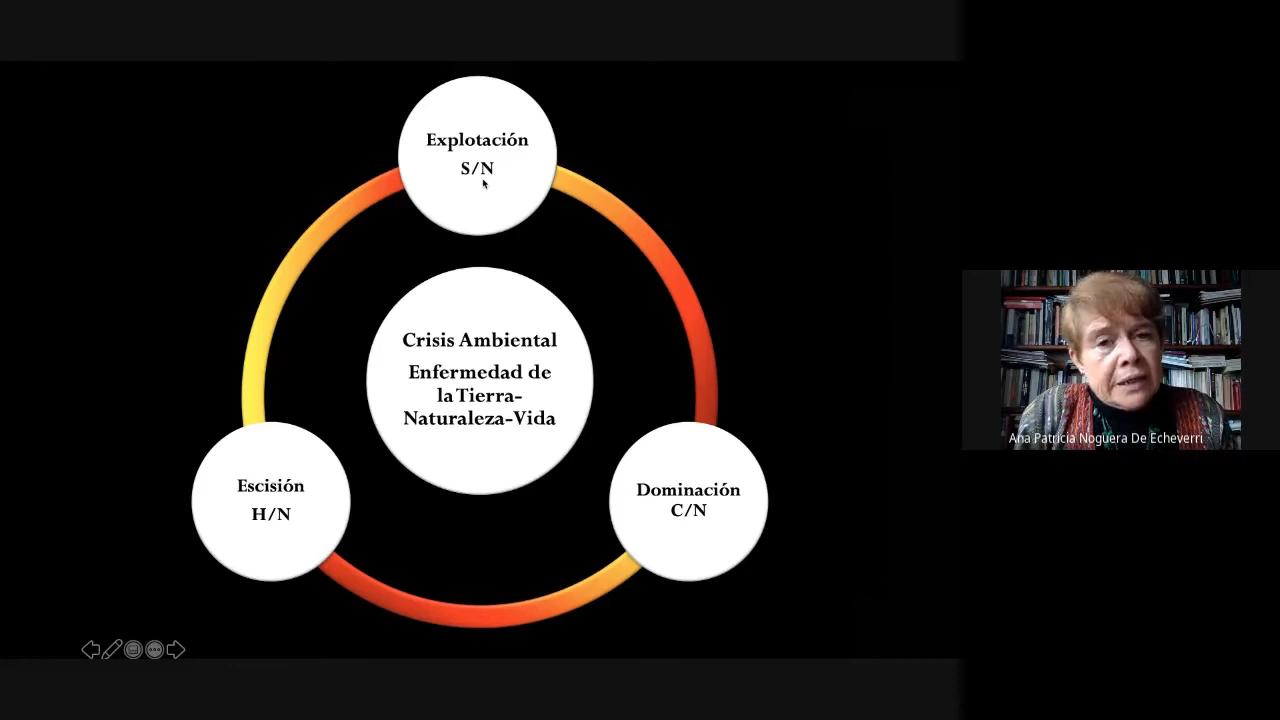 Explotación
S/N
Crisis Ambiental
Enfermedad de
la Tierra-
Naturaleza-Vida
Escisión
H/N
Dominación
C/N
Ana Patricia Noguera De Echeverri